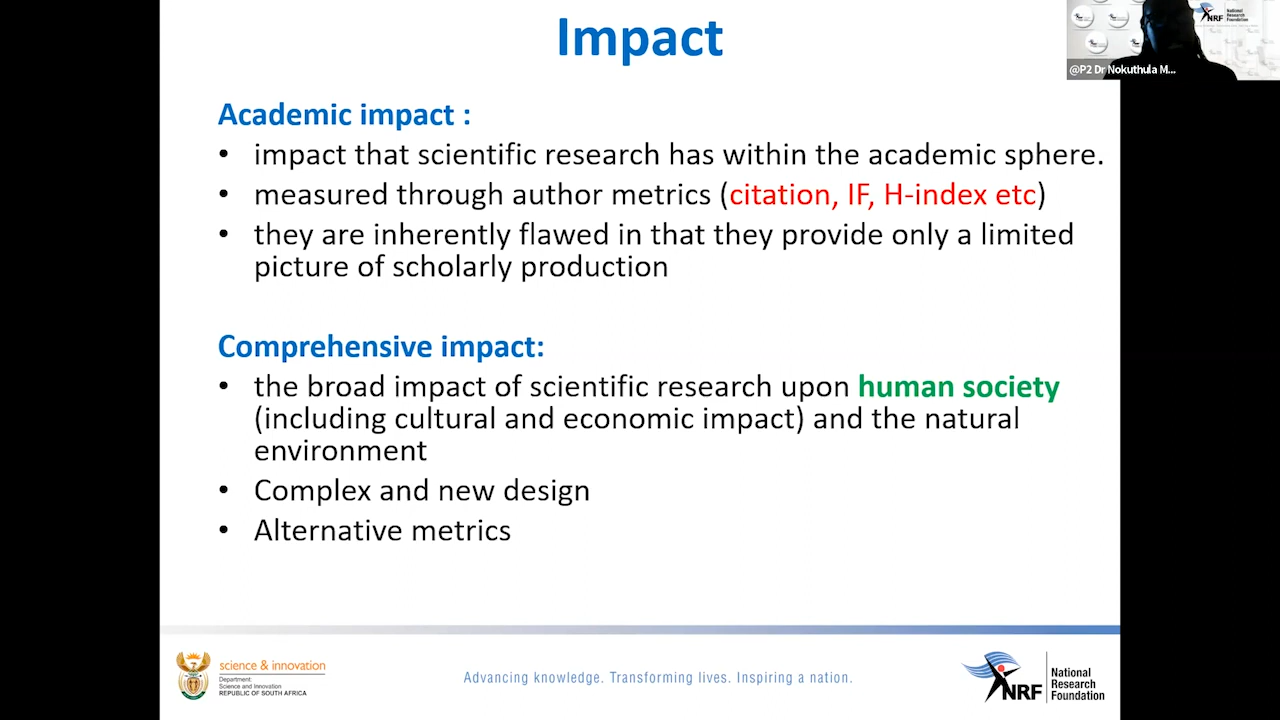 Impact
Academic impact :
• impact that scientific research has within the academic sphere.
• measured through author metrics (citation, IF, H-index etc)
• they are inherently flawed in that they provide only a limited
picture of scholarly production
Comprehensive impact:
• the broad impact of scientific research upon human society
(including cultural and economic impact) and the natural
environment
• Complex and new design
• Alternative metrics
science & innovation
Department:
Science and Innovation
REPUBLIC OF SOUTH AFRICA
Advancing knowledge. Transforming lives. Inspiring a nation.
NRF
National
Research
Foundation
NRF
National
Research
Foundation
@P2 Dr Nokuthula M...